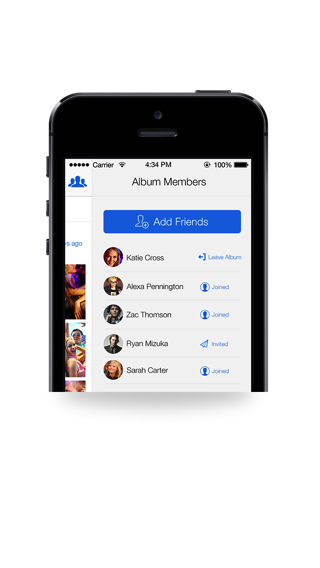 Carrier 4:34 PM 100%
Album Members
Add Friends
s ago
Katie Cross Leave Album
Alexa Pennington Joined
Zac Thomson Joined
Ryan Mizuka Invited
Sarah Carter Joined